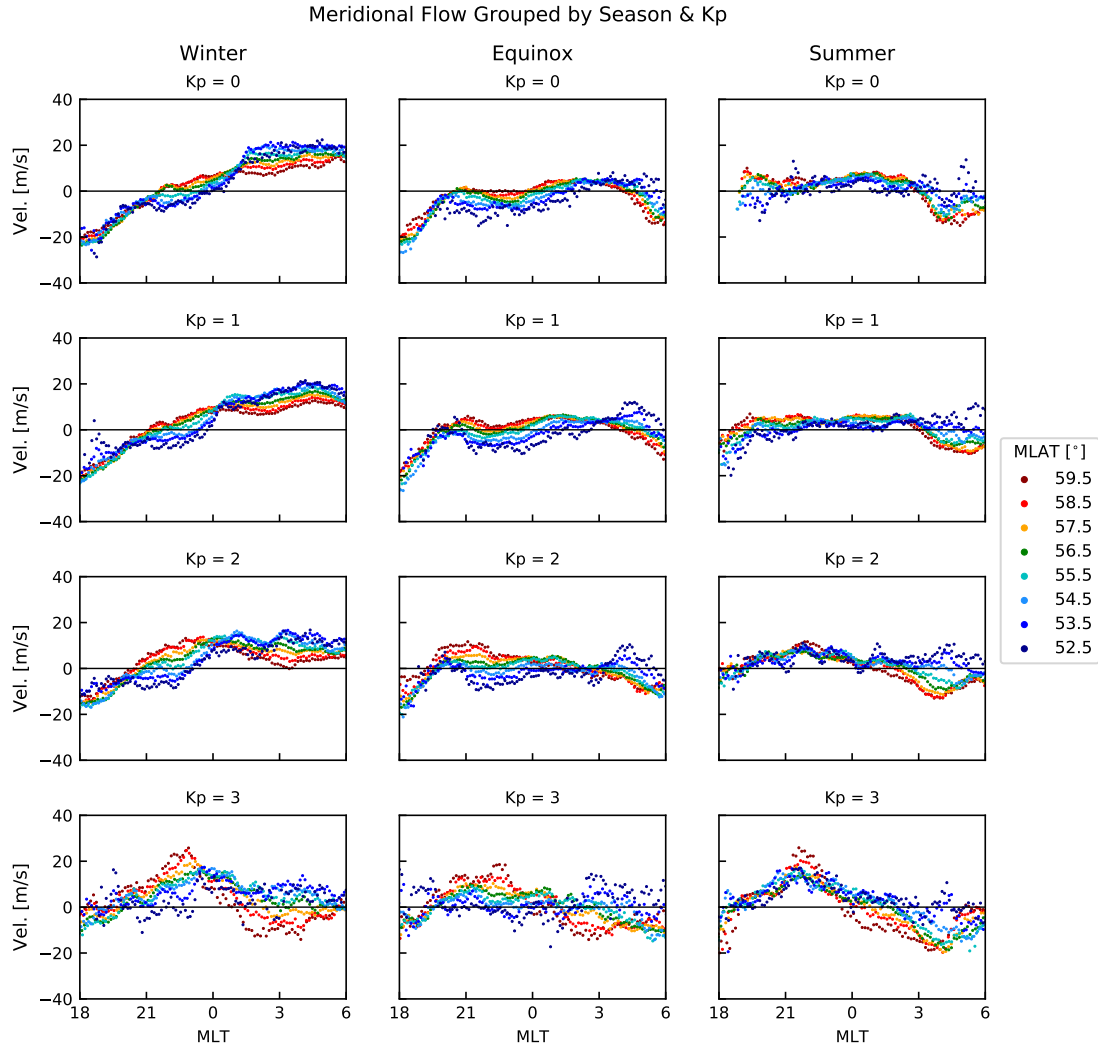 Meridional Flow Grouped by Season & Kp
Winter Equinox Summer
Kp = 0 Kp = 0 Kp = 0
40
20
0
−20
−40
Vel. [m/s]
Kp = 1 Kp = 1 Kp = 1
40
20
0
−20
−40
Vel. [m/s]
Kp = 2 Kp = 2 Kp = 2
40
20
0
−20
−40
Vel. [m/s]
Kp = 3 Kp = 3 Kp = 3
40
20
0
−20
−40
Vel. [m/s]
18 21 0 3 6 18 21 0 3 6 18 21 0 3 6
MLT MLT MLT
MLAT [°]
59.5
58.5
57.5
56.5
55.5
54.5
53.5
52.5